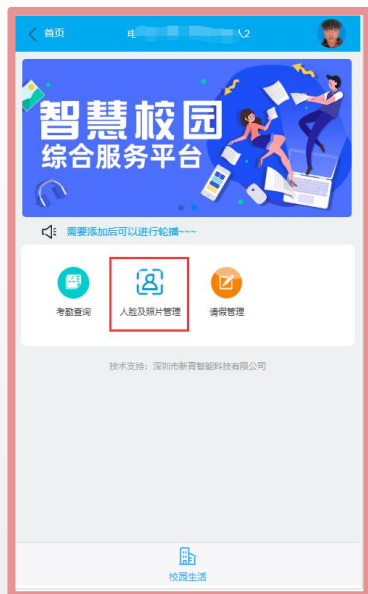 首页
智慧校园
综合服务平台
需要添加后可以进行轮播~~~
考勤查询
人脸及照片管理
请假管理
技术支持：深圳市新育智能科技有限公司
校园生活